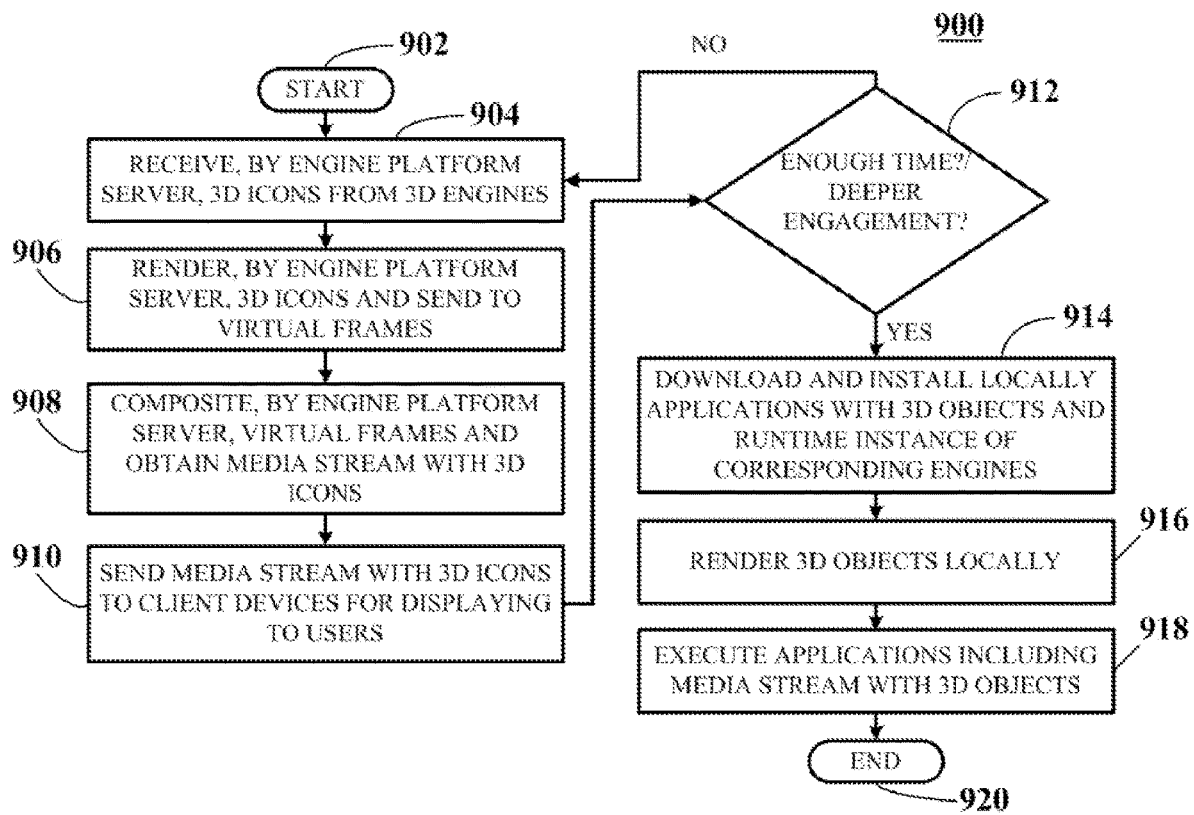 900
902
START
904
RECEIVE, BY ENGINE PLATFORM
SERVER, 3D ICONS FROM 3D ENGINES
906
RENDER, BY ENGINE PLATFORM
SERVER, 3D ICONS AND SEND TO
VIRTUAL FRAMES
908
COMPOSITE, BY ENGINE PLATFORM
SERVER, VIRTUAL FRAMES AND
OBTAIN MEDIA STREAM WITH 3D
ICONS
910
SEND MEDIA STREAM WITH 3D ICONS
TO CLIENT DEVICES FOR DISPLAYING
TO USERS
NO
912
ENOUGH TIME?/
DEEPER
ENGAGEMENT?
YES
914
DOWNLOAD AND INSTALL LOCALLY
APPLICATIONS WITH 3D OBJECTS AND
RUNTIME INSTANCE OF
CORRESPONDING ENGINES
916
RENDER 3D OBJECTS LOCALLY
918
EXECUTE APPLICATIONS INCLUDING
MEDIA STREAM WITH 3D OBJECTS
END
920